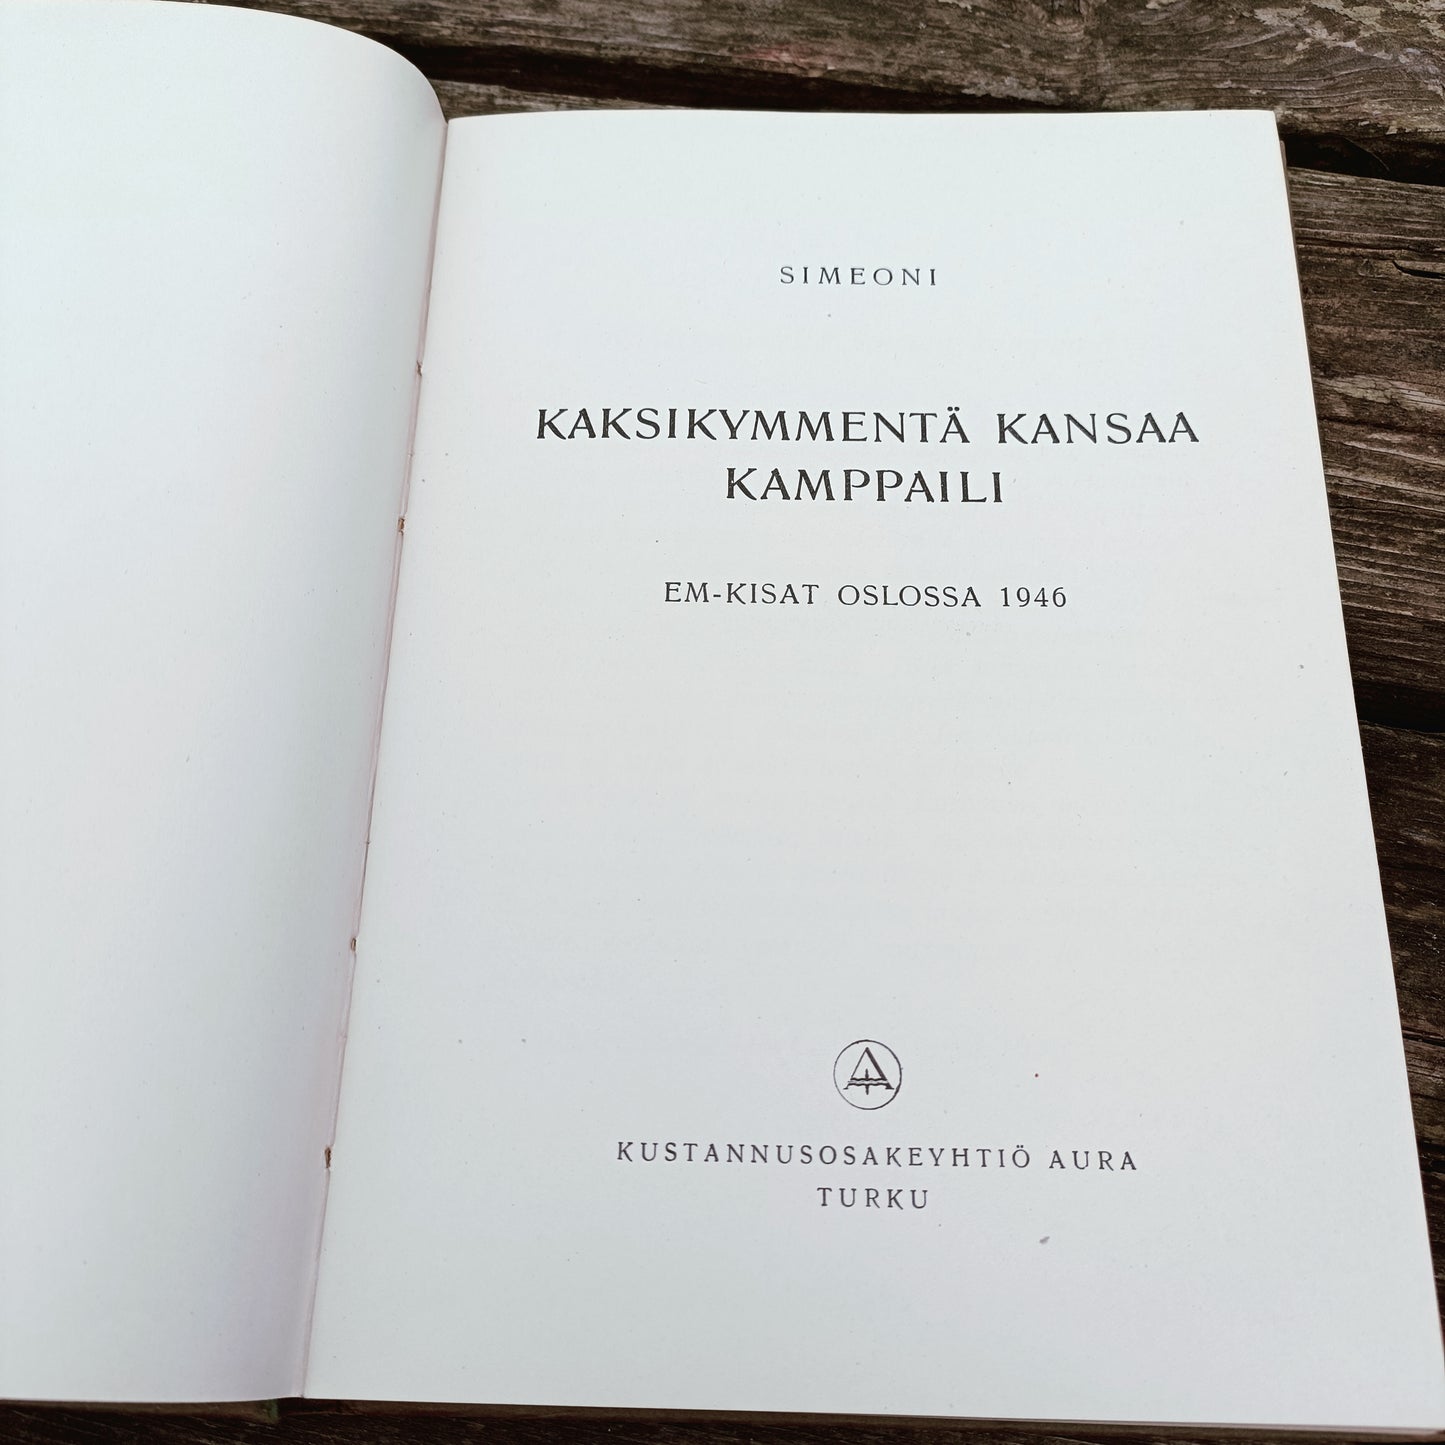 SIMEONI
KAKSIKYMMENTÄ KANSAA
KAMPPAILI
EM-KISAT OSLOSSA 1946
KUSTANNUSOSAKEYHTIÖ AURA
TURKU